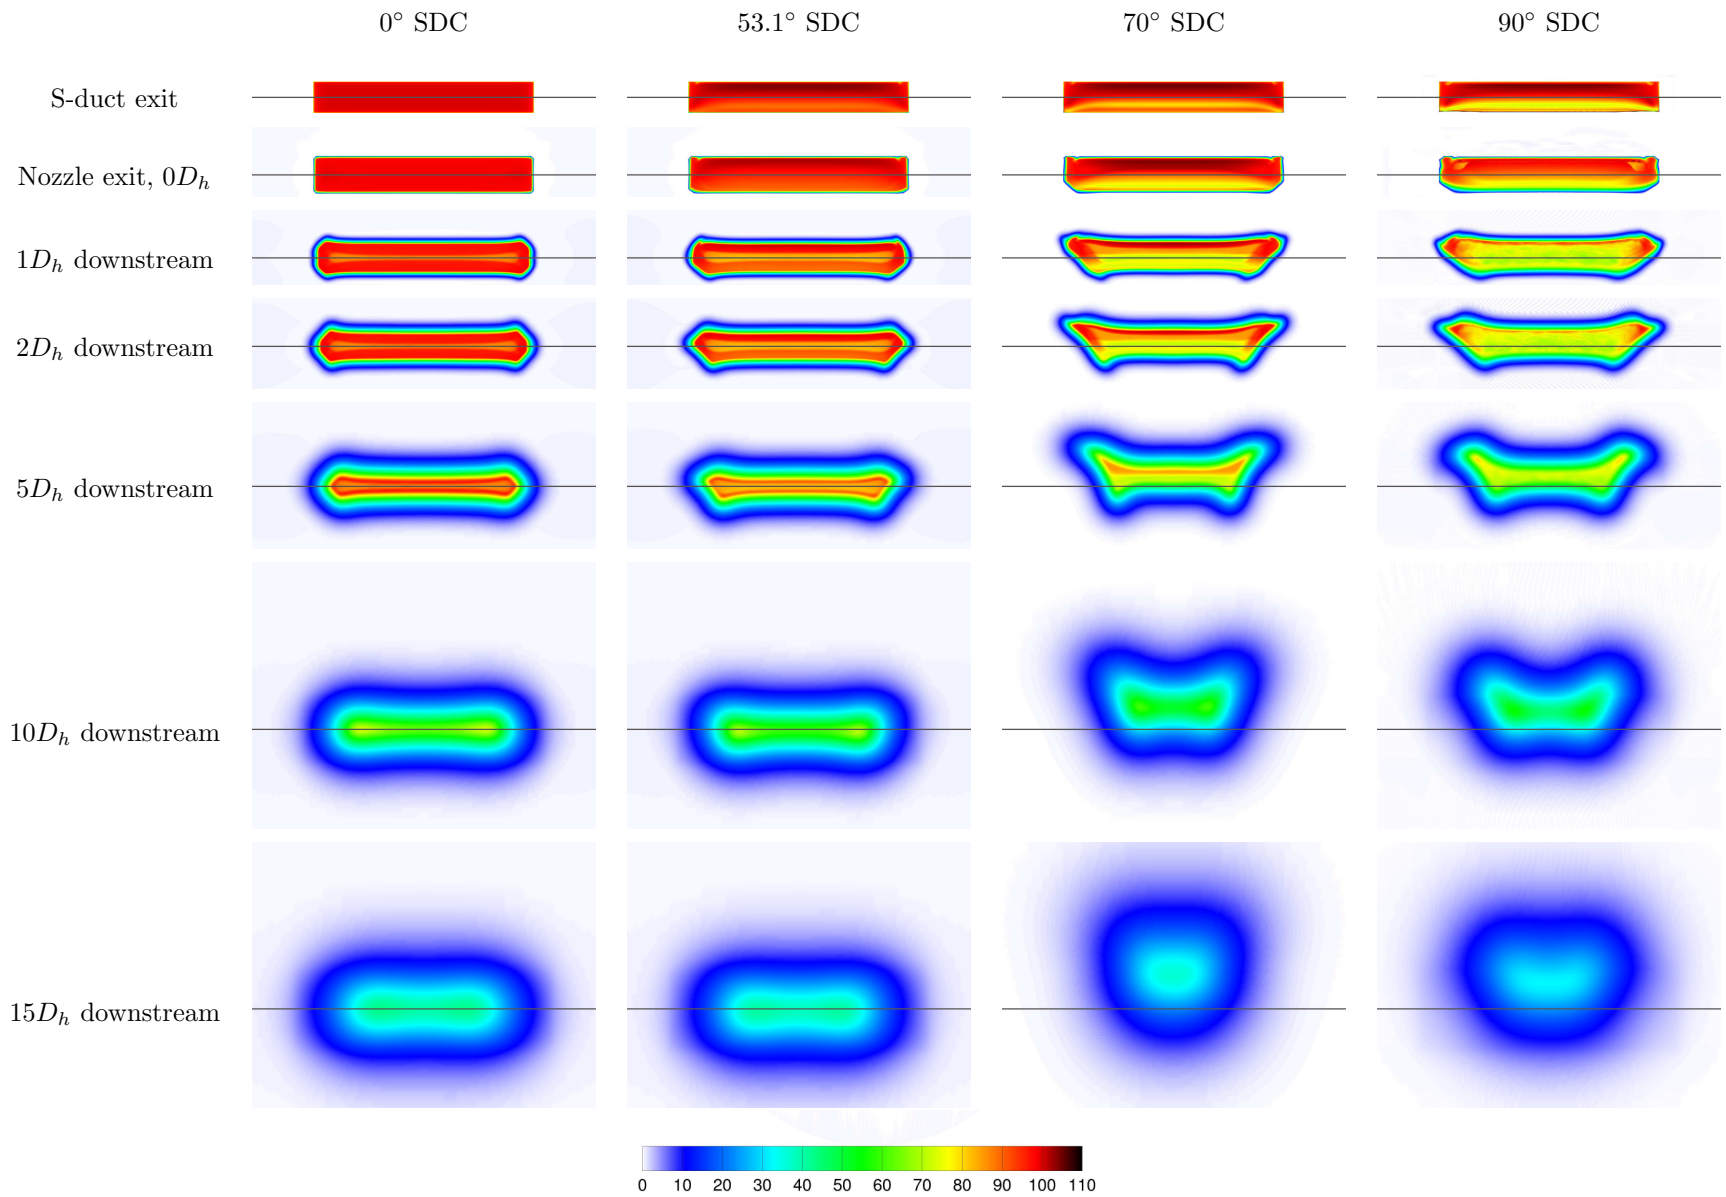 0° SDC 53.1° SDC 70° SDC 90° SDC
S-duct exit
Nozzle exit, 0Dₕ
1Dₕ downstream
2Dₕ downstream
5Dₕ downstream
10Dₕ downstream
15Dₕ downstream
0 10 20 30 40 50 60 70 80 90 100 110